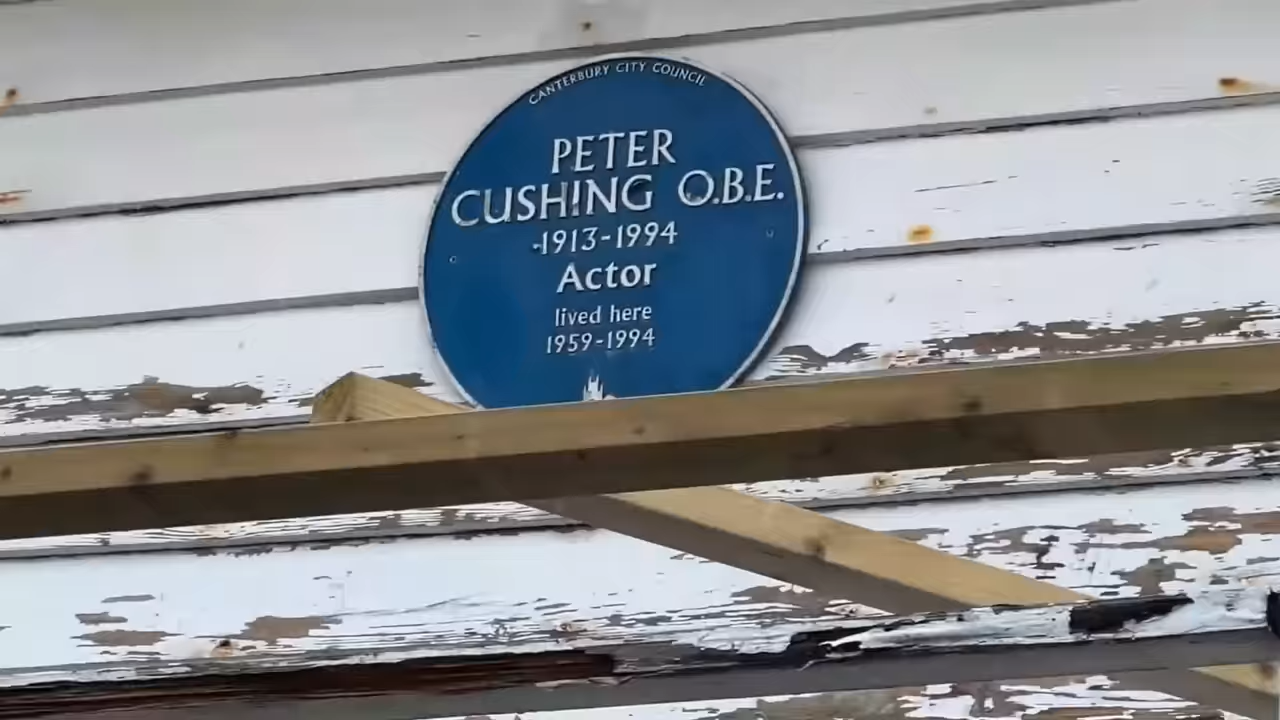 CANTERBURY CITY COUNCIL
PETER
CUSHING O.B.E.
1913-1994
Actor
lived here
1959-1994